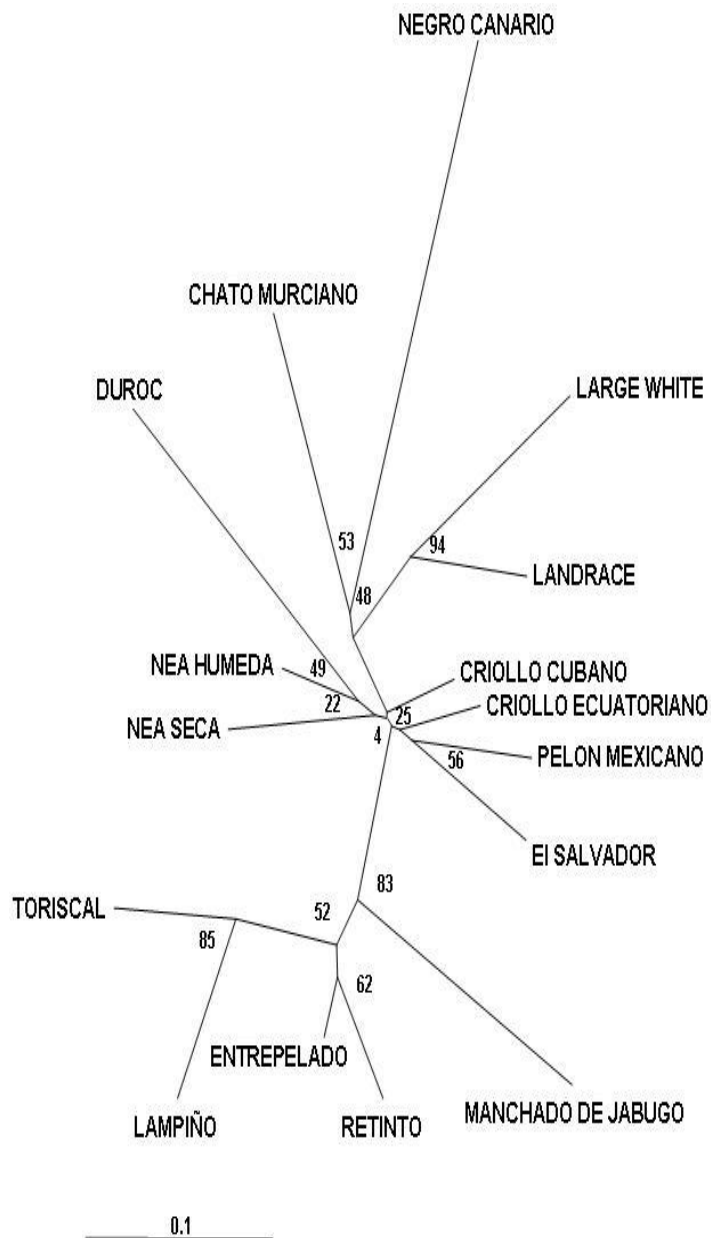 NEGRO CANARIO
CHATO MURCIANO
DUROC
LARGE WHITE
53
94
LANDRACE
48
NEA HUMEDA
49
CRIOLLO CUBANO
22
CRIOLLO ECUATORIANO
NEA SECA
25
4
PELON MEXICANO
56
El SALVADOR
83
TORISCAL
52
85
62
ENTREPELADO
LAMPIÑO
RETINTO
MANCHADO DE JABUGO
0.1